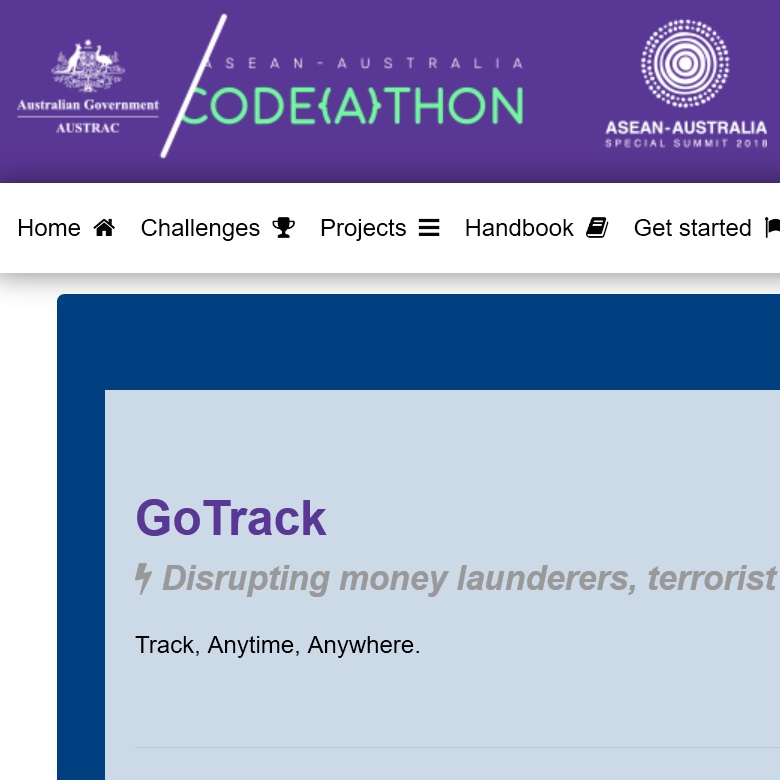 ASEAN-AUSTRALIA
CODE{A}THON
Australian Government
AUSTRAC
ASEAN-AUSTRALIA
SPECIAL SUMMIT 2018
Home Challenges Projects Handbook Get started
GoTrack
Disrupting money launderers, terrorist
Track, Anytime, Anywhere.